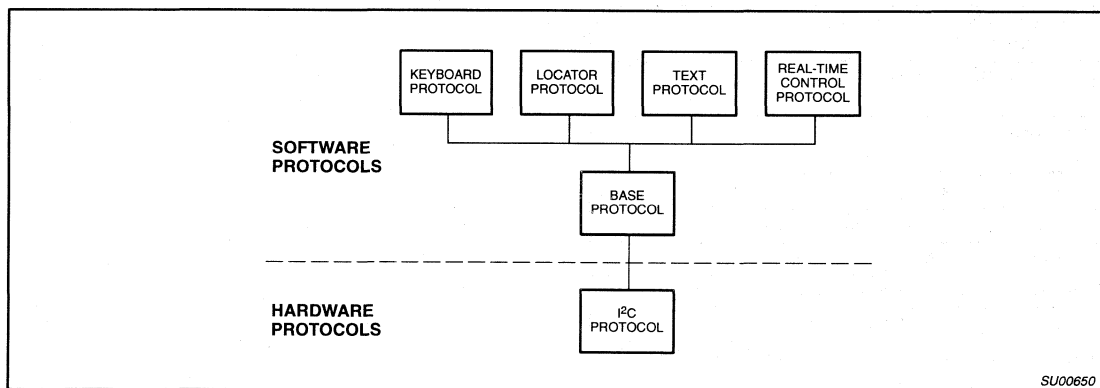 KEYBOARD
PROTOCOL
LOCATOR
PROTOCOL
TEXT
PROTOCOL
REAL-TIME
CONTROL
PROTOCOL
SOFTWARE
PROTOCOLS
BASE
PROTOCOL
HARDWARE
PROTOCOLS
I²C
PROTOCOL
SU00650